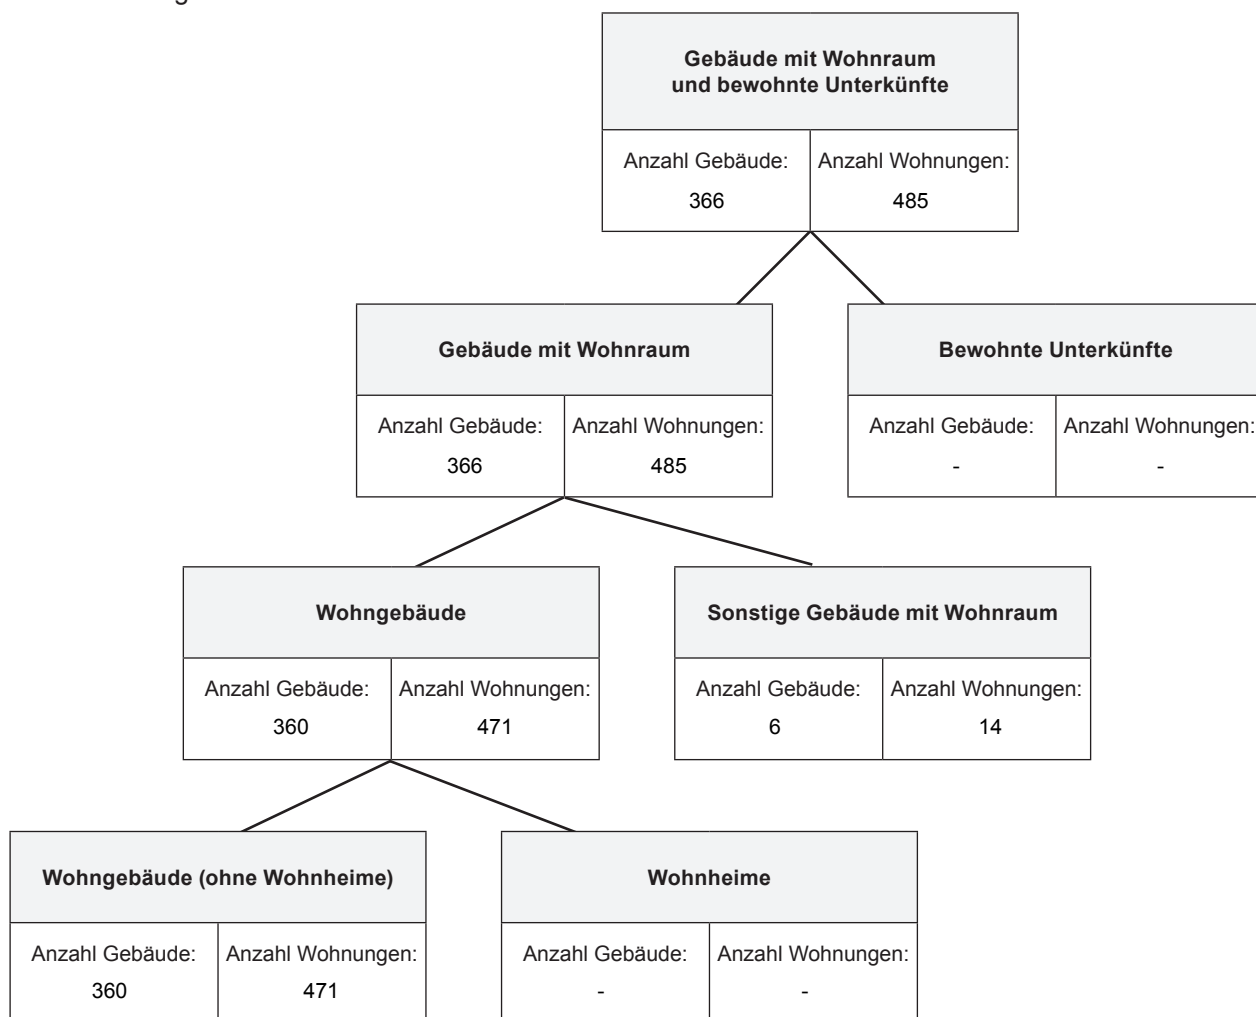 Gebäude mit Wohnraum
und bewohnte Unterkünfte
Anzahl Gebäude: Anzahl Wohnungen:
366 485
Gebäude mit Wohnraum
Anzahl Gebäude: Anzahl Wohnungen:
366 485
Bewohnte Unterkünfte
Anzahl Gebäude: Anzahl Wohnungen:
- -
Wohngebäude
Anzahl Gebäude: Anzahl Wohnungen:
360 471
Sonstige Gebäude mit Wohnraum
Anzahl Gebäude: Anzahl Wohnungen:
6 14
Wohngebäude (ohne Wohnheime)
Anzahl Gebäude: Anzahl Wohnungen:
360 471
Wohnheime
Anzahl Gebäude: Anzahl Wohnungen:
- -